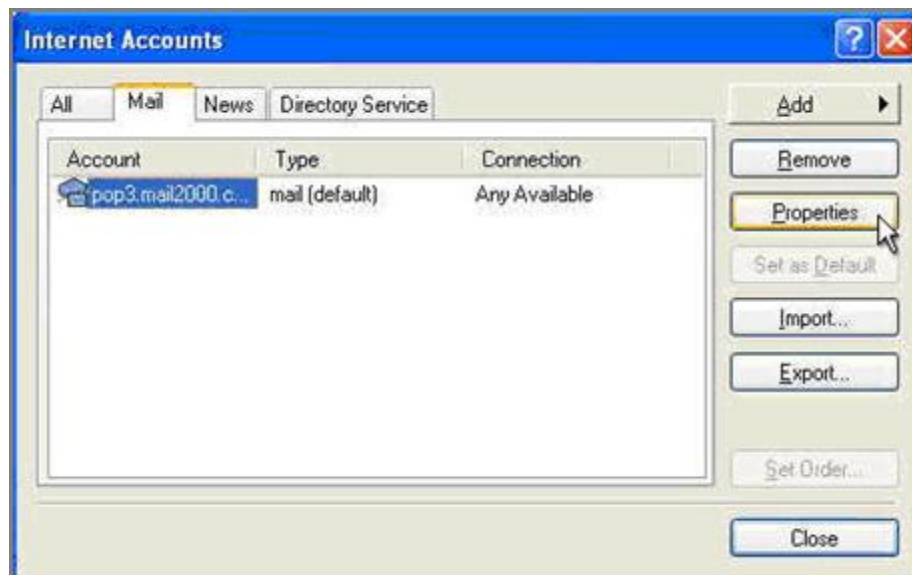 Internet Accounts
All Mail News Directory Service
Account Type Connection
pop3.mail2000.c... mail (default) Any Available
Add
Remove
Properties
Set as Default
Import...
Export...
Set Order...
Close